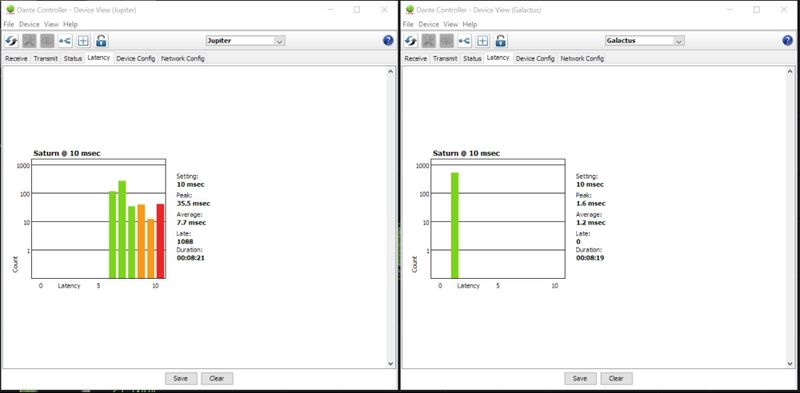 Dante Controller - Device View (Jupiter)
File Device View Help
Jupiter
Receive Transmit Status Latency Device Config Network Config
Saturn @ 10 msec
1000
100
10
1
Count
0 Latency 5 10
Setting:
10 msec
Peak:
35.5 msec
Average:
7.7 msec
Late:
1088
Duration:
00:08:21
Save Clear
Dante Controller - Device View (Galactus)
File Device View Help
Galactus
Receive Transmit Status Latency Device Config Network Config
Saturn @ 10 msec
1000
100
10
1
Count
0 Latency 5 10
Setting:
10 msec
Peak:
1.6 msec
Average:
1.2 msec
Late:
0
Duration:
00:08:19
Save Clear